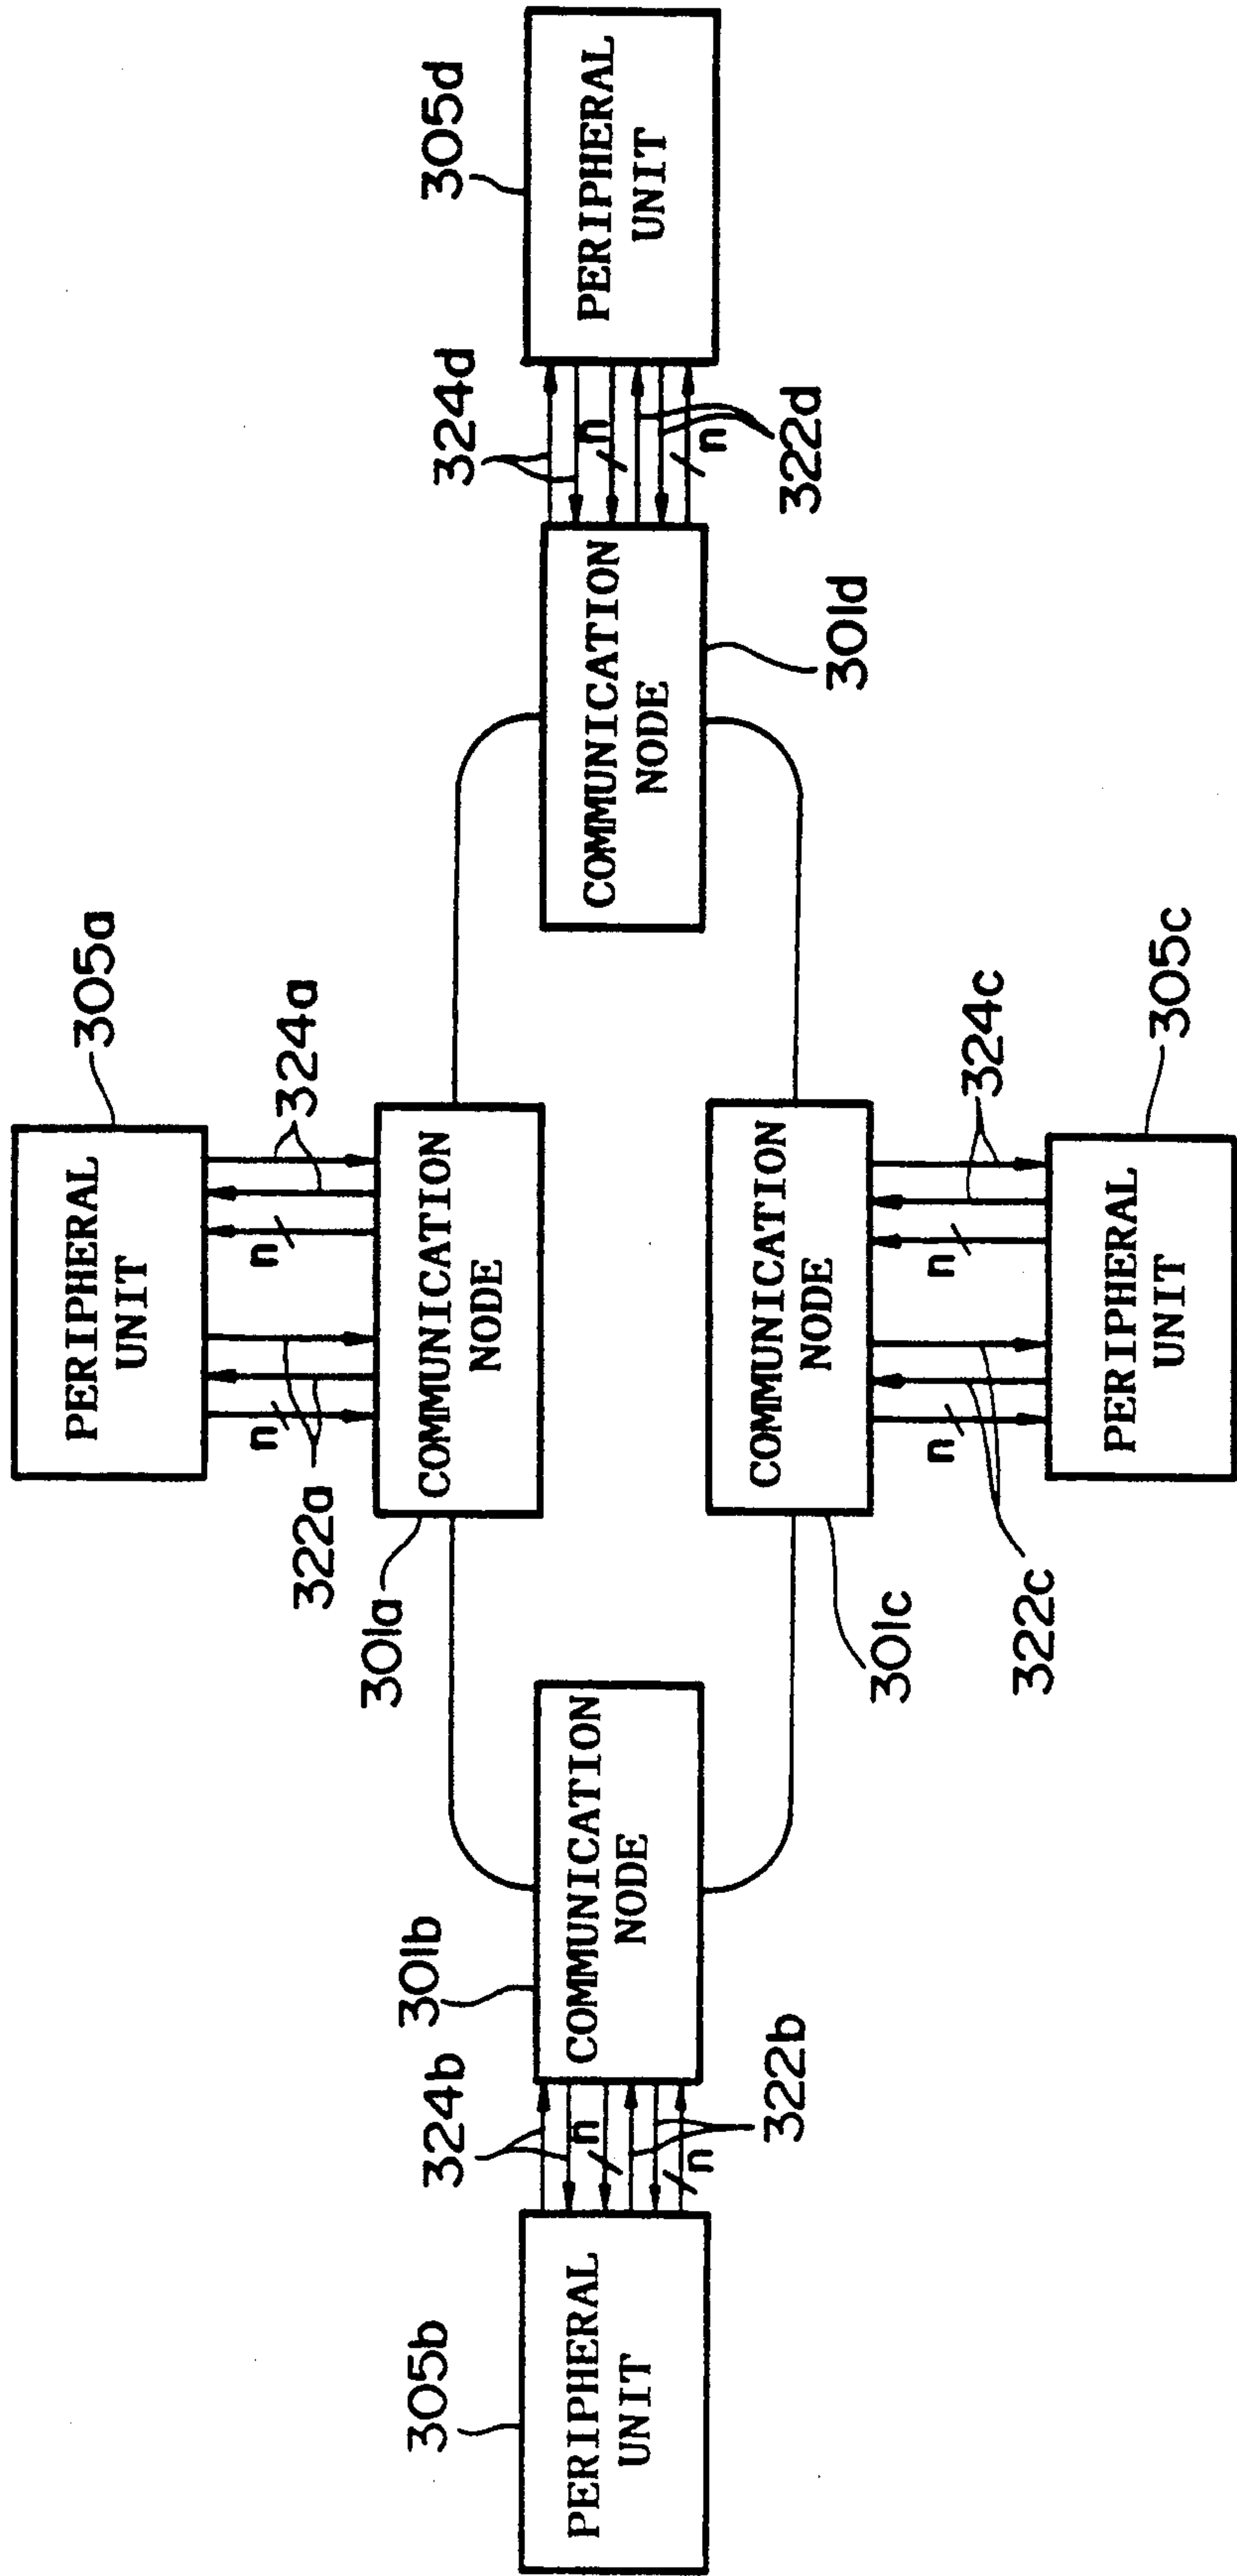 305a
PERIPHERAL
UNIT
324a
n
n
322a
301a
COMMUNICATION
NODE
305b
PERIPHERAL
UNIT
324b
n
n
322b
301b
COMMUNICATION
NODE
COMMUNICATION
NODE
301d
324d
n
n
322d
305d
PERIPHERAL
UNIT
COMMUNICATION
NODE
301c
n
n
324c
322c
PERIPHERAL
UNIT
305c